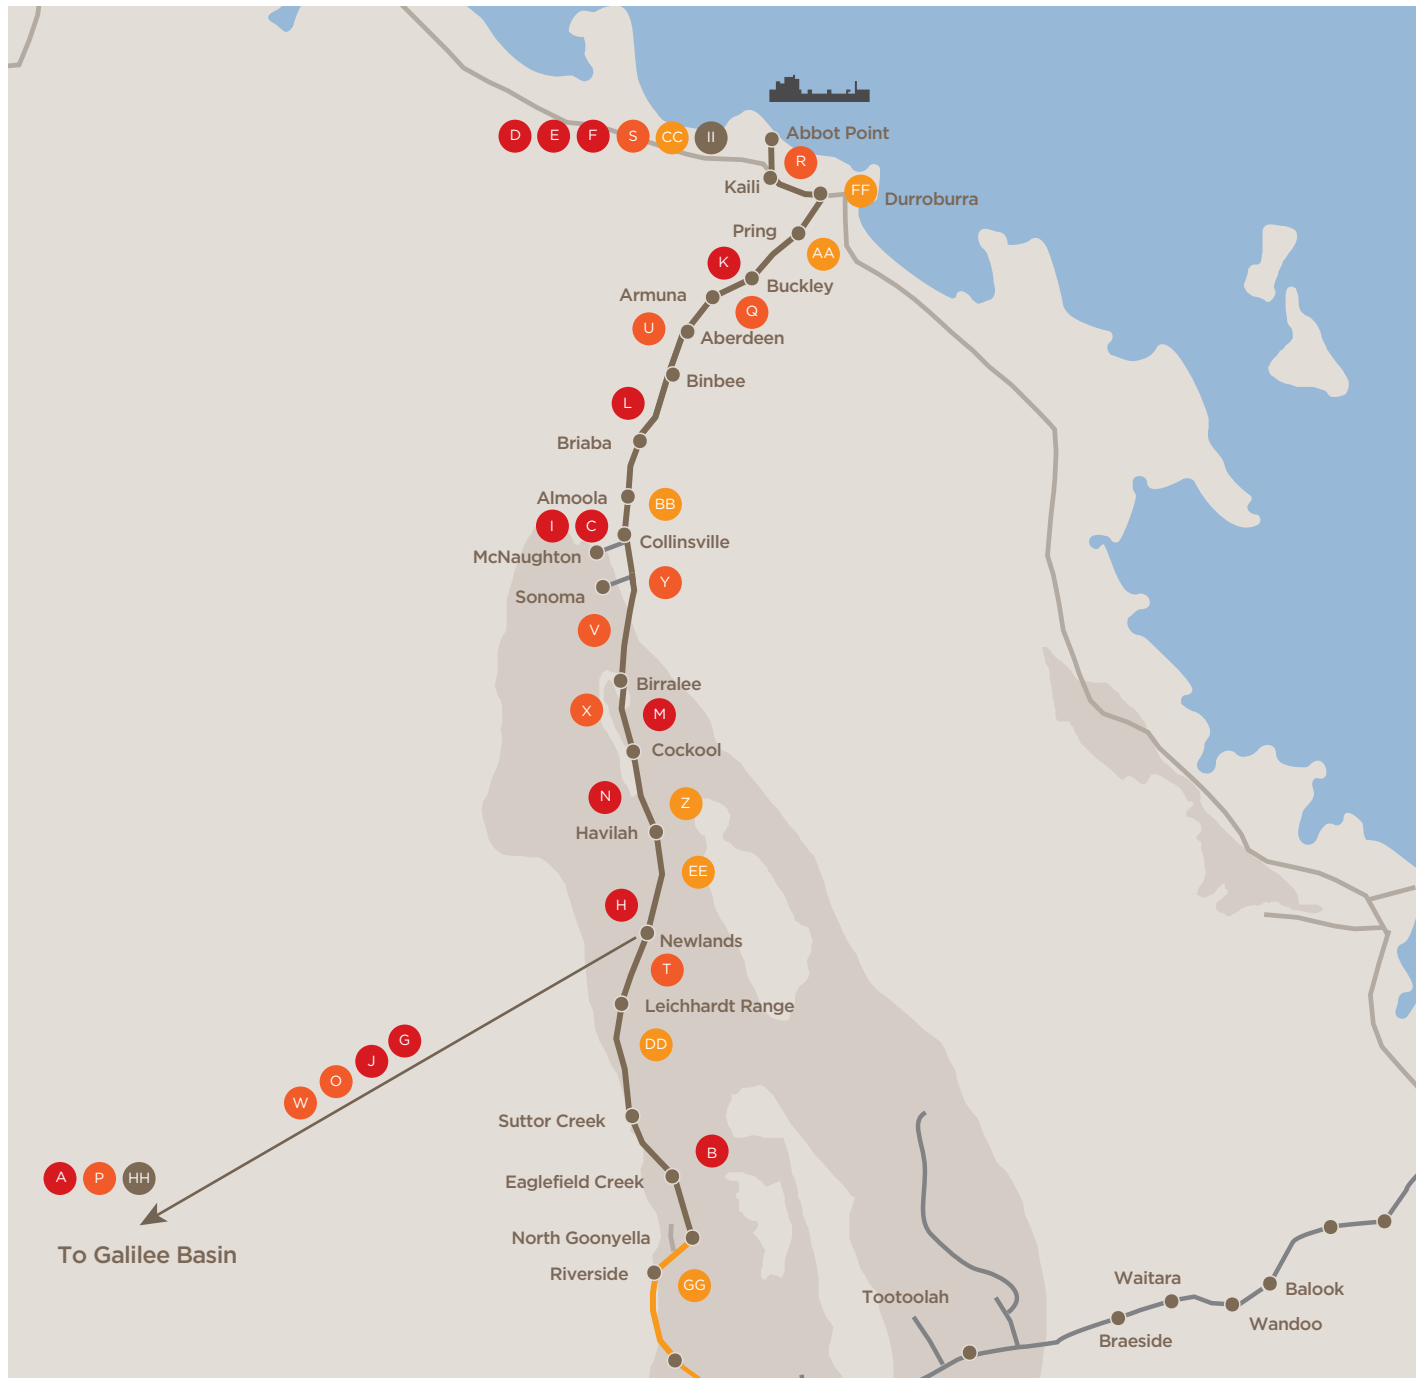 Abbot Point
D E F S CC II
R
Kaili
FF
Durroburra
Pring
AA
K
Buckley
Armuna
Q
U
Aberdeen
Binbee
L
Briaba
Almoola
BB
I C
Collinsville
McNaughton
Y
Sonoma
V
Birralee
X
M
Cockool
N
Z
Havilah
EE
H
Newlands
T
Leichhardt Range
G
DD
J
O
W
Suttor Creek
B
A P HH
Eaglefield Creek
North Goonyella
To Galilee Basin
Riverside
Waitara
GG
Balook
Tootoolah
Wandoo
Braeside